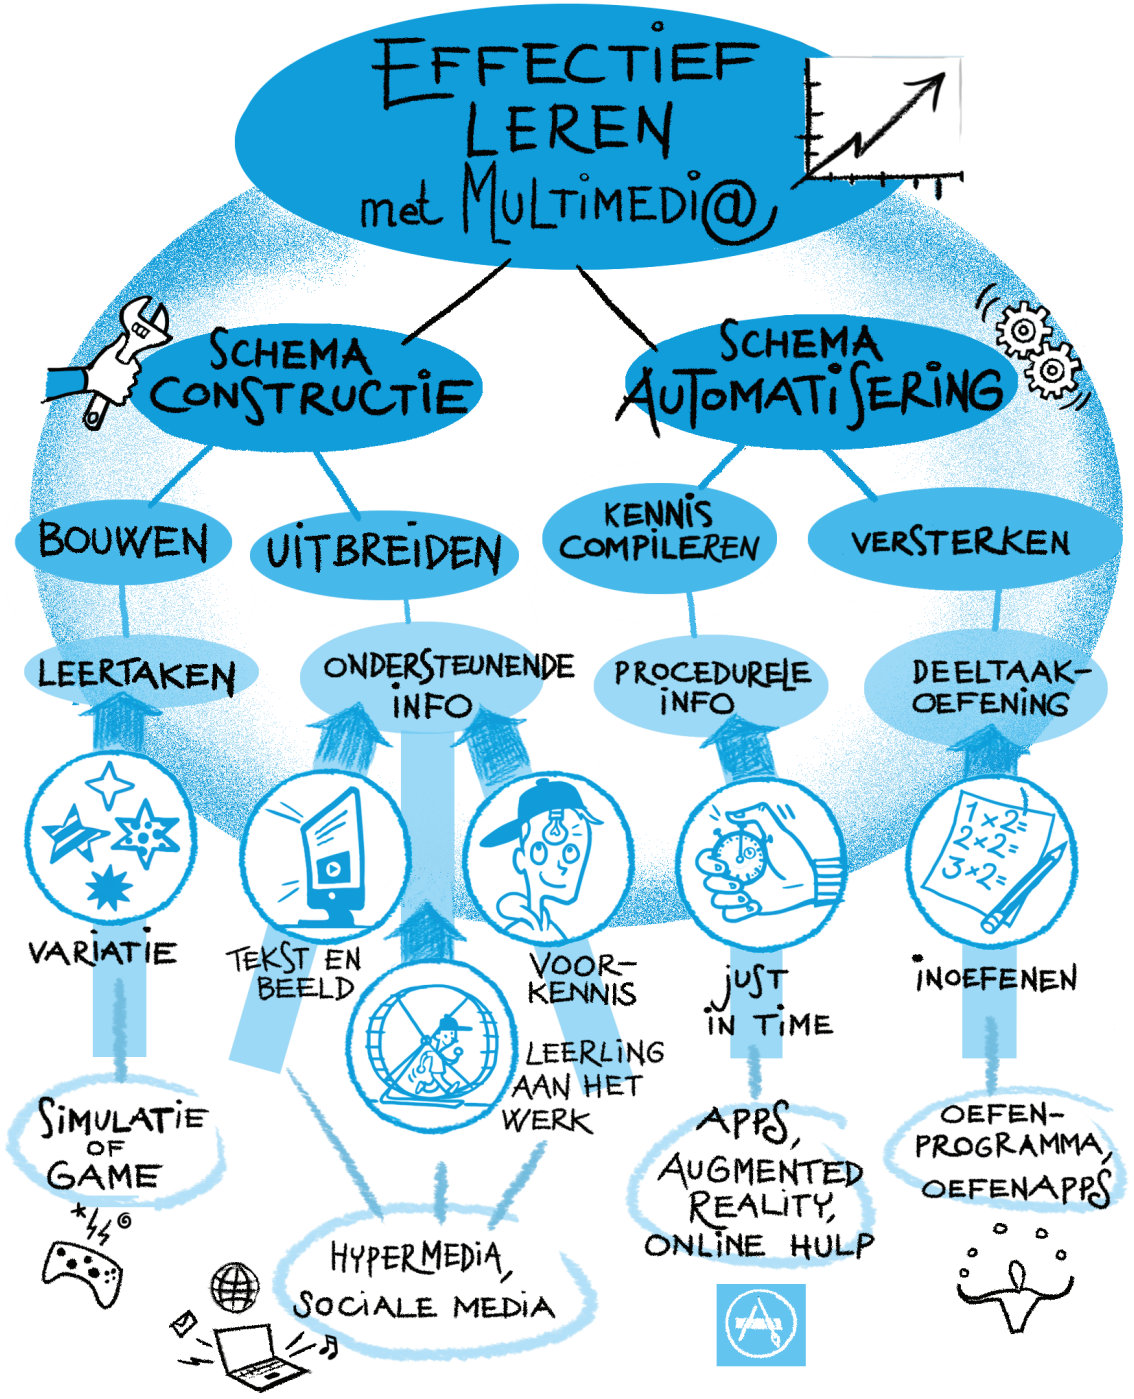 EFFECTIEF
LEREN
met MULTIMEDI@
SCHEMA
CONSTRUCTIE
SCHEMA
AUTOMATISERING
BOUWEN
UITBREIDEN
KENNIS
COMPILEREN
VERSTERKEN
LEERTAKEN
ONDERSTEUNENDE
INFO
PROCEDURELE
INFO
DEELTAAK-
OEFENING
1 x 2=
2 x 2=
3 x 2=
VARIATIE
TEKST EN
BEELD
VOOR-
KENNIS
LEERLING
AAN HET
WERK
JUST
IN TIME
INOEFENEN
SIMULATIE
OF
GAME
HYPERMEDIA,
SOCIALE MEDIA
APPS,
AUGMENTED
REALITY,
ONLINE HULP
OEFEN-
PROGRAMMA,
OEFENAPPS